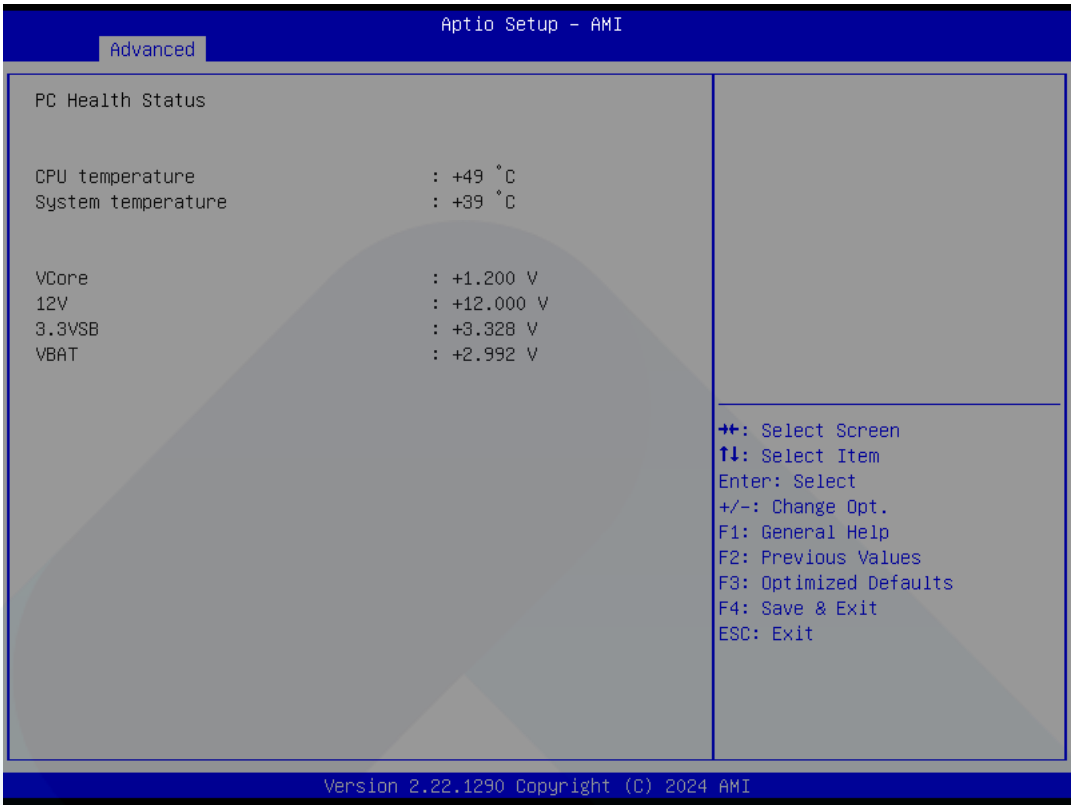 Aptio Setup – AMI
Advanced
PC Health Status
CPU temperature : +49 °C
System temperature : +39 °C
VCore : +1.200 V
12V : +12.000 V
3.3VSB : +3.328 V
VBAT : +2.992 V
→←: Select Screen
↑↓: Select Item
Enter: Select
+/-: Change Opt.
F1: General Help
F2: Previous Values
F3: Optimized Defaults
F4: Save & Exit
ESC: Exit
Version 2.22.1290 Copyright (C) 2024 AMI